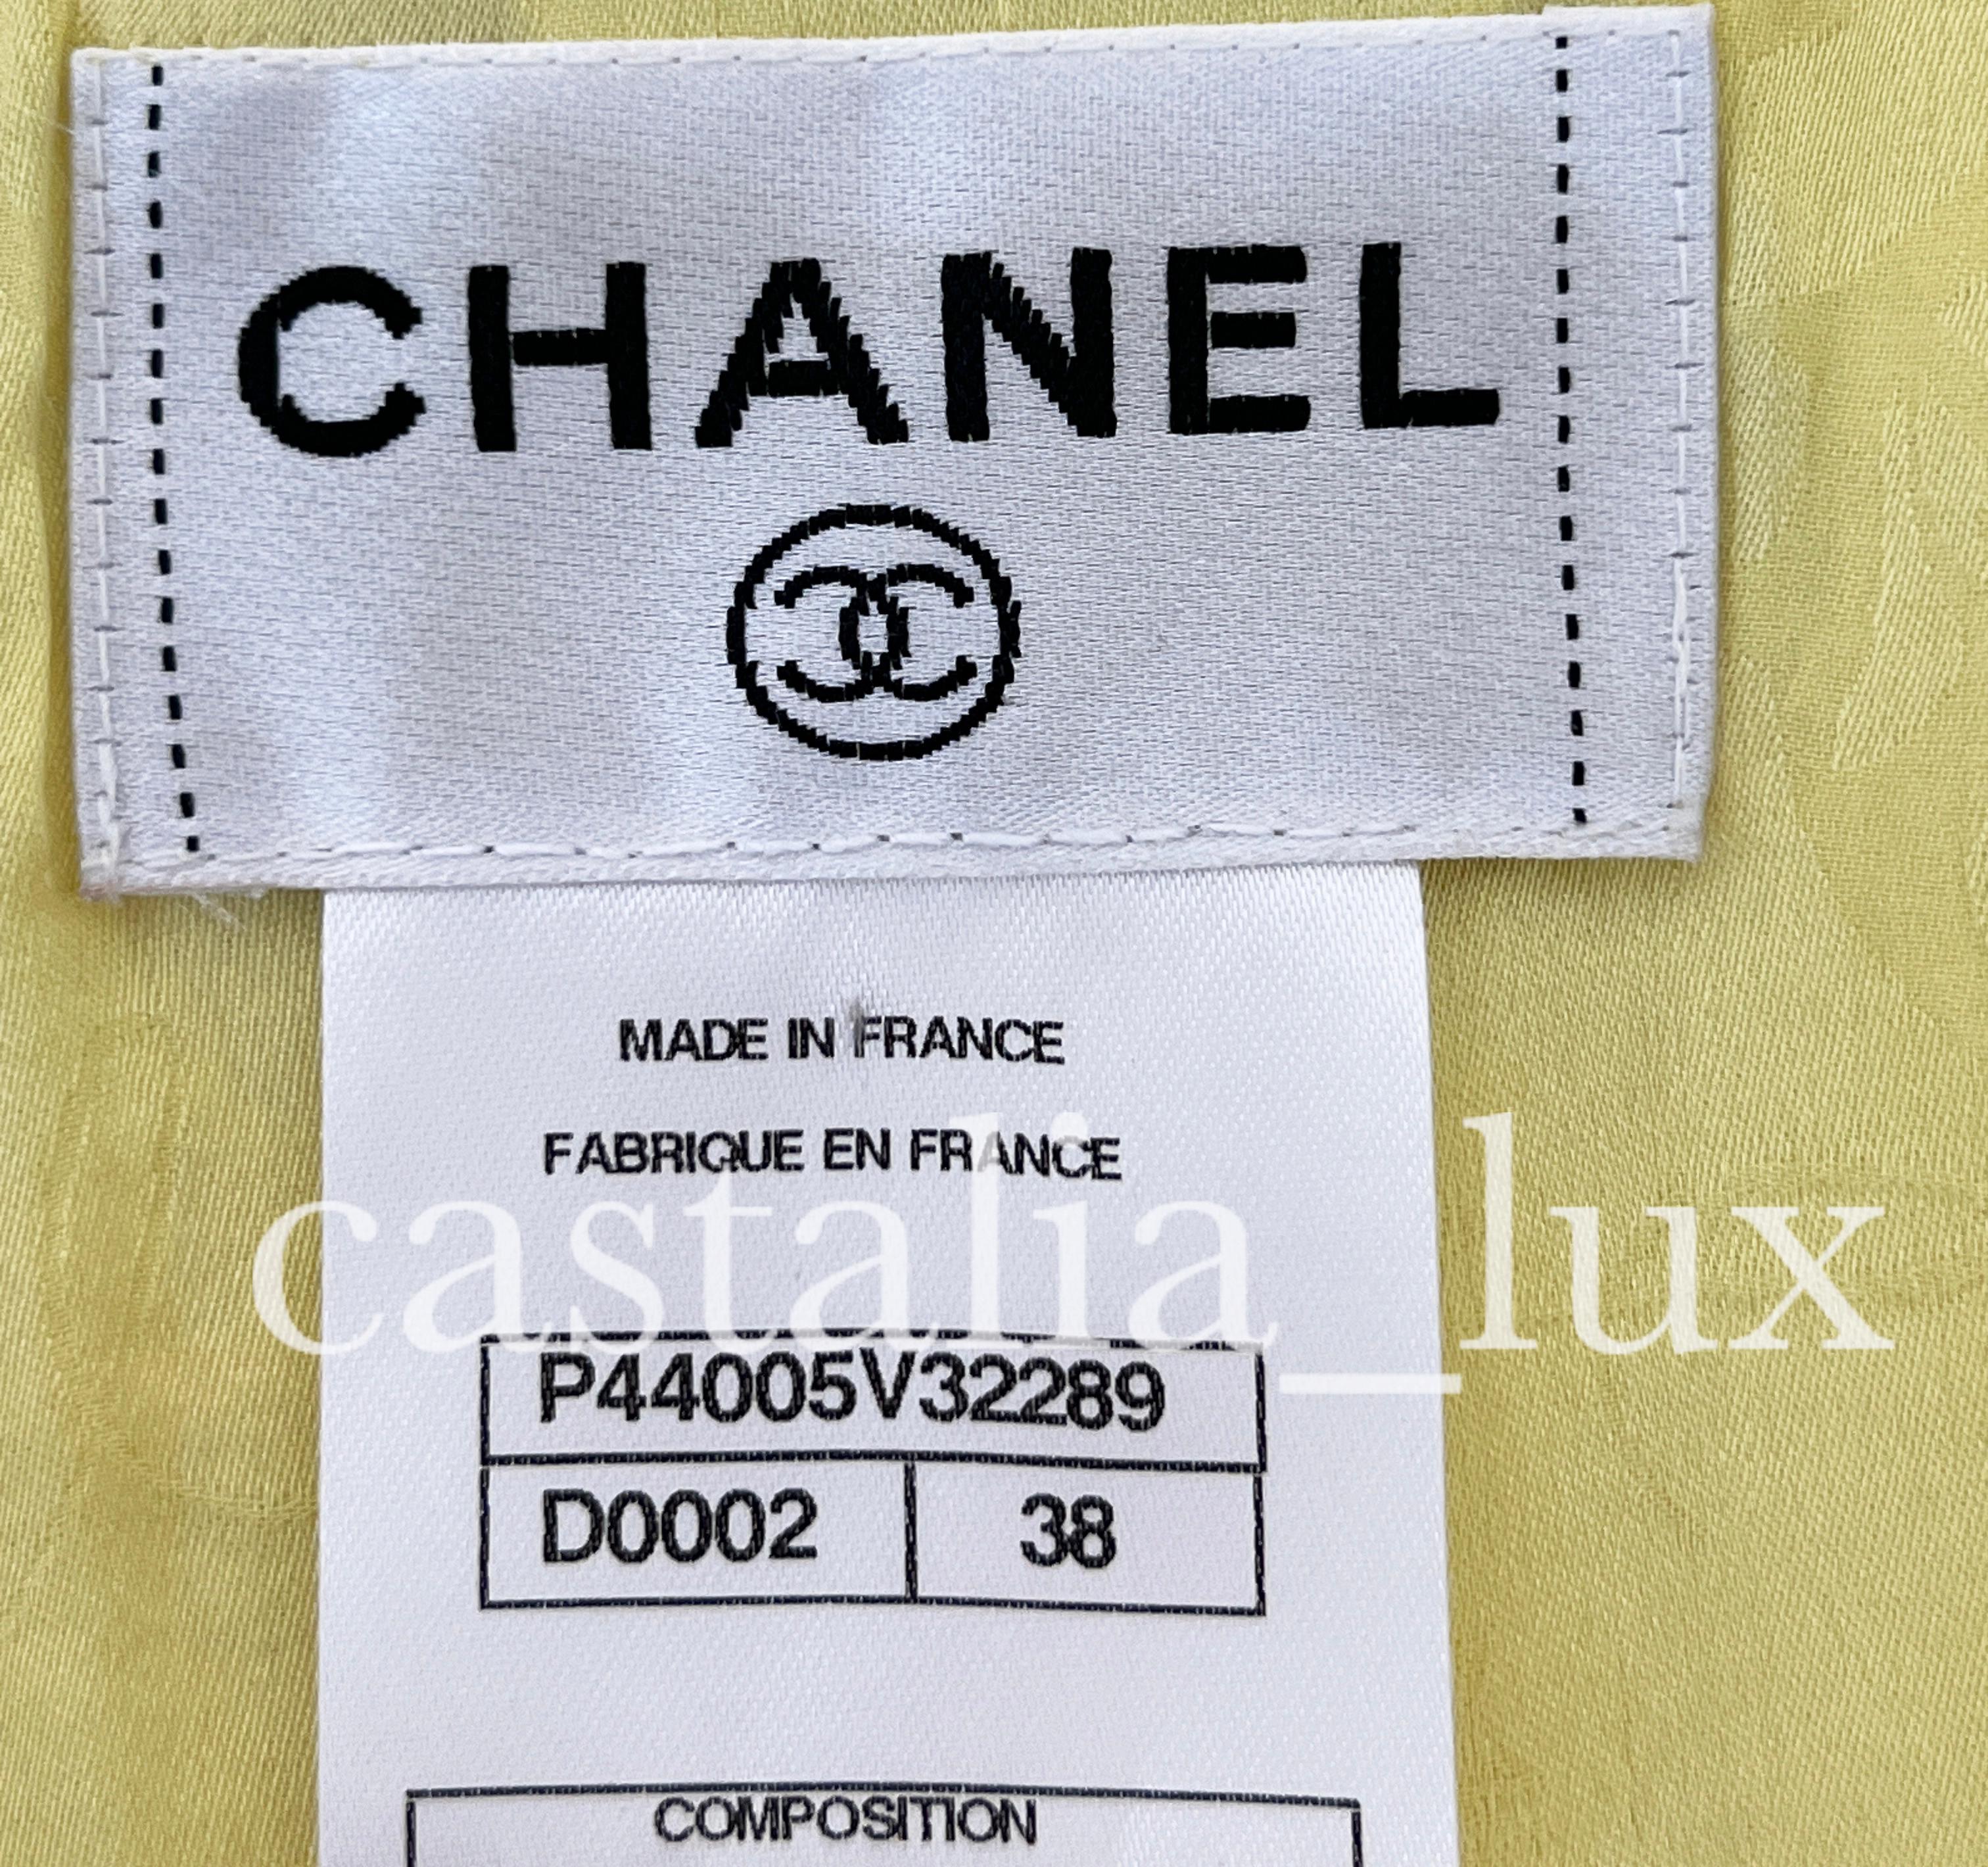 CHANEL
MADE IN FRANCE
FABRIQUE EN FRANCE
castalia_lux
P44005V32289
D0002 38
COMPOSITION